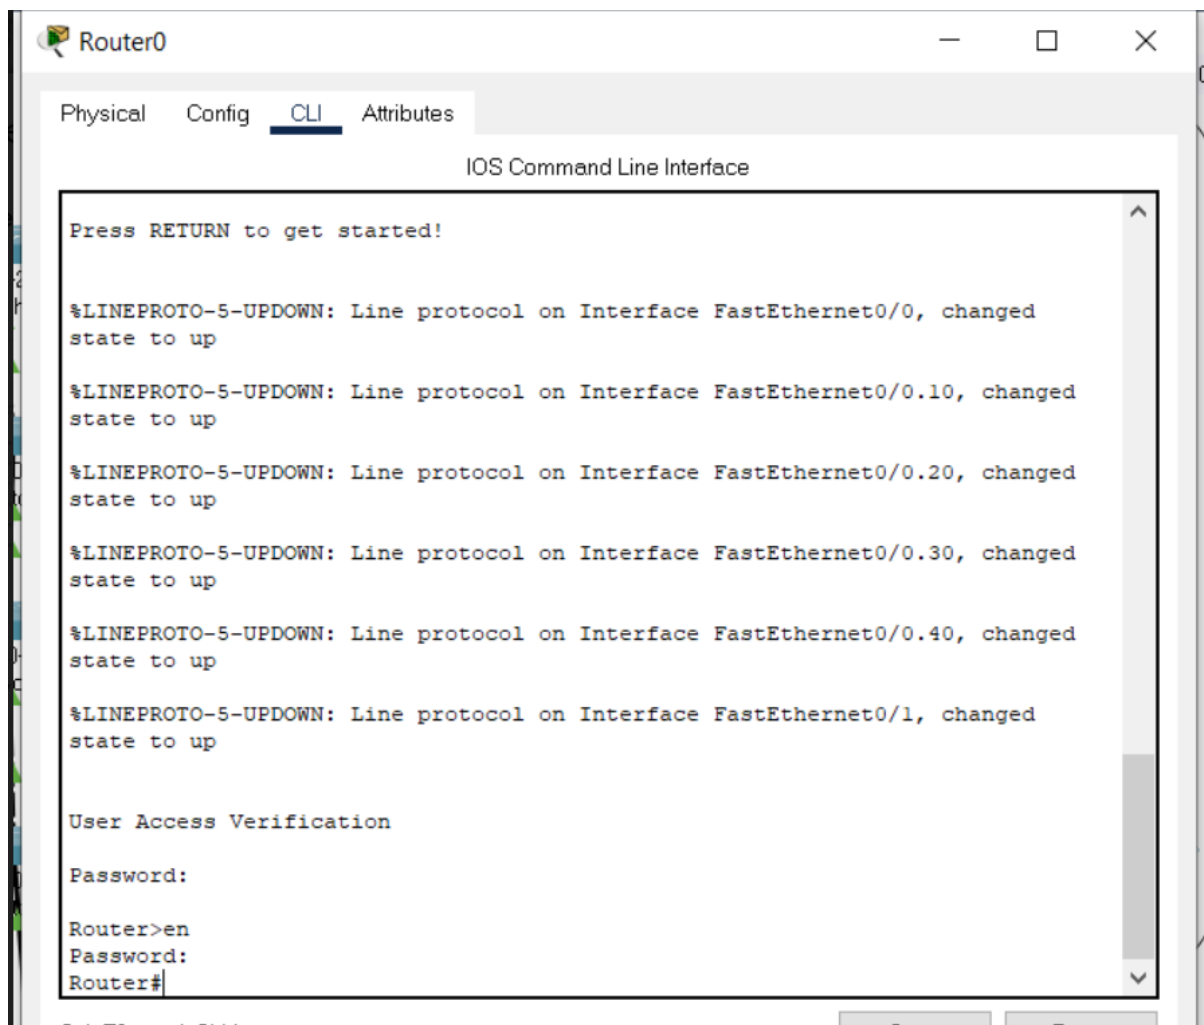 Router0
Physical Config CLI Attributes
IOS Command Line Interface
Press RETURN to get started!
%LINEPROTO-5-UPDOWN: Line protocol on Interface FastEthernet0/0, changed
state to up
%LINEPROTO-5-UPDOWN: Line protocol on Interface FastEthernet0/0.10, changed
state to up
%LINEPROTO-5-UPDOWN: Line protocol on Interface FastEthernet0/0.20, changed
state to up
%LINEPROTO-5-UPDOWN: Line protocol on Interface FastEthernet0/0.30, changed
state to up
%LINEPROTO-5-UPDOWN: Line protocol on Interface FastEthernet0/0.40, changed
state to up
%LINEPROTO-5-UPDOWN: Line protocol on Interface FastEthernet0/1, changed
state to up
User Access Verification
Password:
Router>en
Password:
Router#